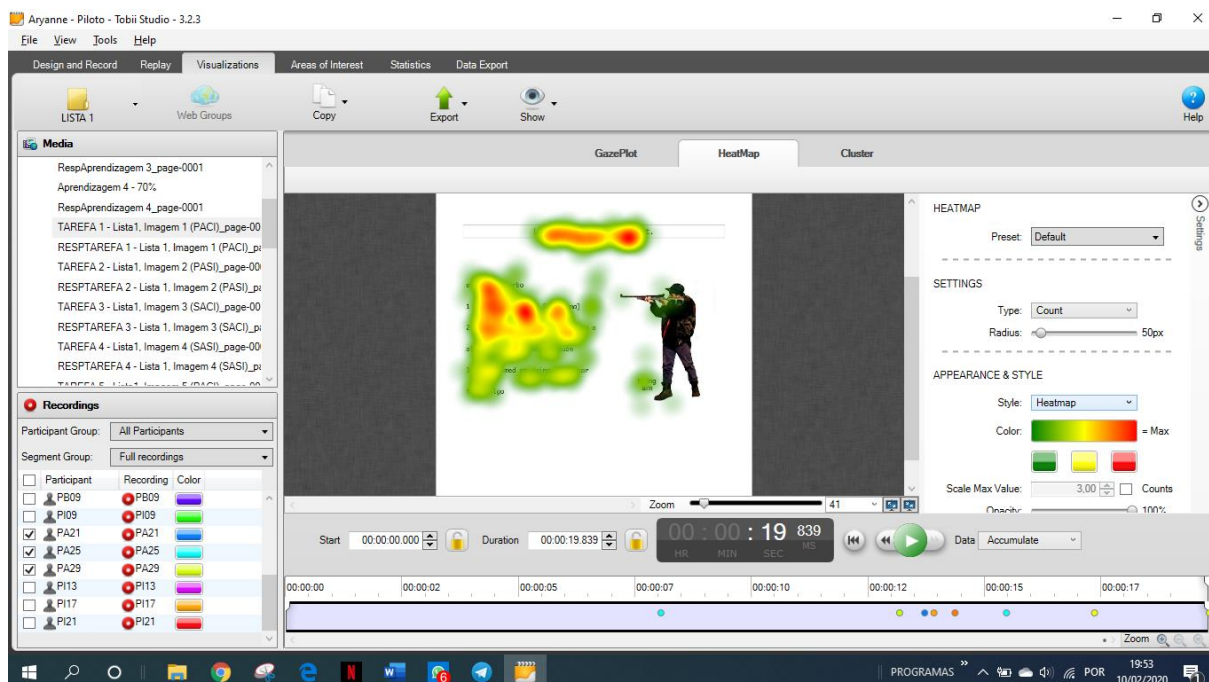 Aryanne - Piloto - Tobii Studio - 3.2.3
File View Tools Help
Design and Record Replay Visualizations Areas of Interest Statistics Data Export
LISTA 1 Web Groups Copy Export Show Help
Media
RespAprendizagem 3_page-0001
Aprendizagem 4 - 70%
RespAprendizagem 4_page-0001
TAREFA 1 - Lista1, Imagem 1 (PACI)_page-00
RESPTAREFA 1 - Lista 1, Imagem 1 (PACI)_pa
TAREFA 2 - Lista1, Imagem 2 (PASI)_page-00
RESPTAREFA 2 - Lista 1, Imagem 2 (PASI)_pa
TAREFA 3 - Lista1, Imagem 3 (SACI)_page-00
RESPTAREFA 3 - Lista 1, Imagem 3 (SACI)_pa
TAREFA 4 - Lista1, Imagem 4 (SASI)_page-00
RESPTAREFA 4 - Lista 1, Imagem 4 (SASI)_pa
GazePlot HeatMap Cluster
HEATMAP
Preset: Default
Settings
SETTINGS
Type: Count
Radius: 50px
APPEARANCE & STYLE
Style: Heatmap
Color: = Max
Scale Max Value: 3,00 Counts
Opacity: 100%
Zoom 41
Recordings
Participant Group: All Participants
Segment Group: Full recordings
Participant Recording Color
PB09 PB09
PI09 PI09
PA21 PA21
PA25 PA25
PA29 PA29
PI13 PI13
PI17 PI17
PI21 PI21
Start 00:00:00.000 Duration 00:00:19.839 00 : 00 : 19 839 Data Accumulate
HR MIN SEC MS
00:00:00 00:00:02 00:00:05 00:00:07 00:00:10 00:00:12 00:00:15 00:00:17
Zoom
PROGRAMAS POR 19:53
10/02/2020